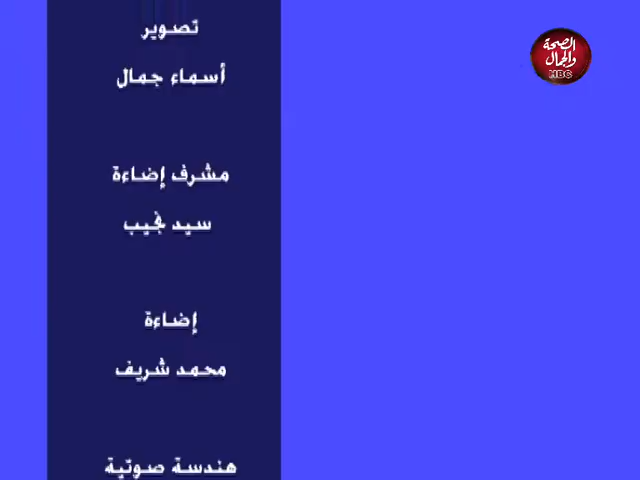 تصوير
أسماء جمال
مشرف إضاءة
سيد نجيب
إضاءة
محمد شريف
هندسة صوتية
الصحة
والجمال
HBC